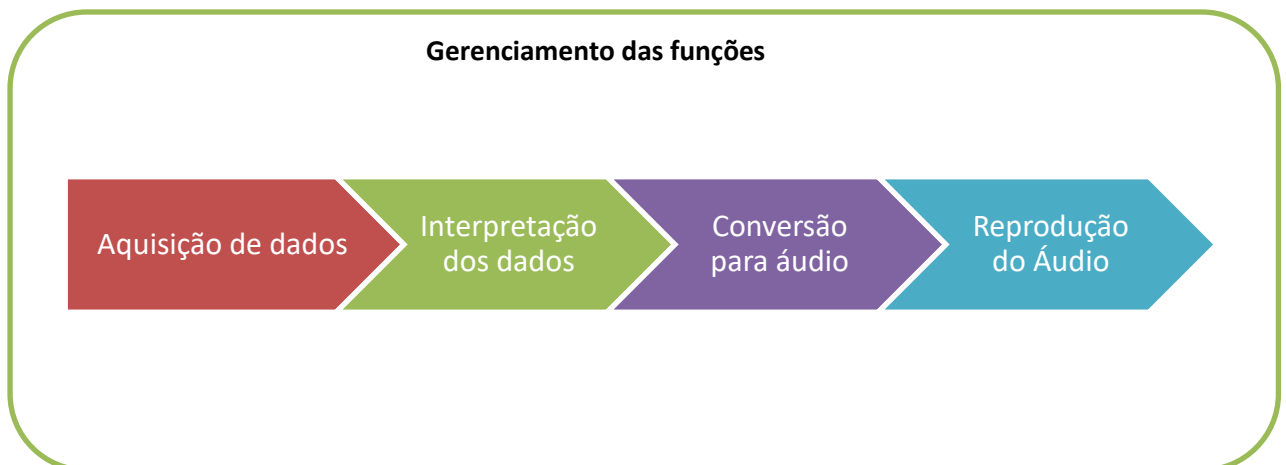 Gerenciamento das funções
Aquisição de dados
Interpretação
dos dados
Conversão
para áudio
Reprodução
do Áudio